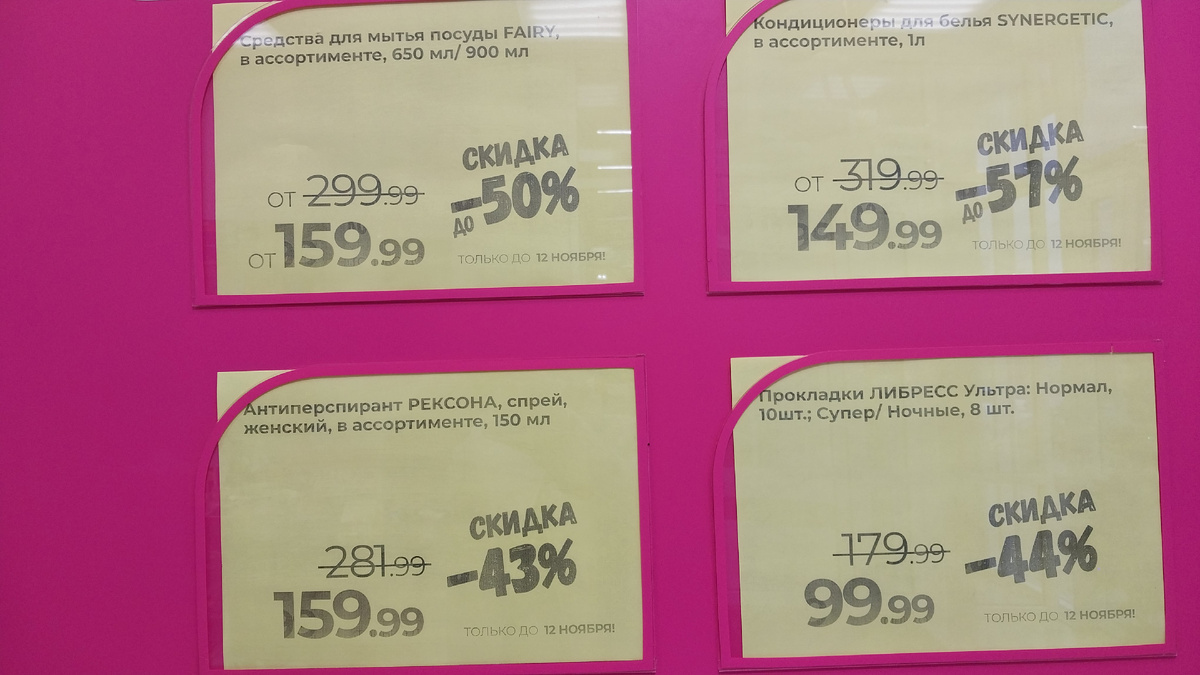 Средства для мытья посуды FAIRY,
в ассортименте, 650 мл/ 900 мл
СКИДКА
ДО -50%
ОТ 299.99
ОТ 159.99
ТОЛЬКО ДО 12 НОЯБРЯ!
Кондиционеры для белья SYNERGETIC,
в ассортименте, 1л
СКИДКА
ДО -57%
ОТ 319.99
149.99
ТОЛЬКО ДО 12 НОЯБРЯ!
Антиперспирант РЕКСОНА, спрей,
женский, в ассортименте, 150 мл
СКИДКА
-43%
281.99
159.99
ТОЛЬКО ДО 12 НОЯБРЯ!
Прокладки ЛИБРЕСС Ультра: Нормал,
10шт.; Супер/ Ночные, 8 шт.
СКИДКА
-44%
179.99
99.99
ТОЛЬКО ДО 12 НОЯБРЯ!